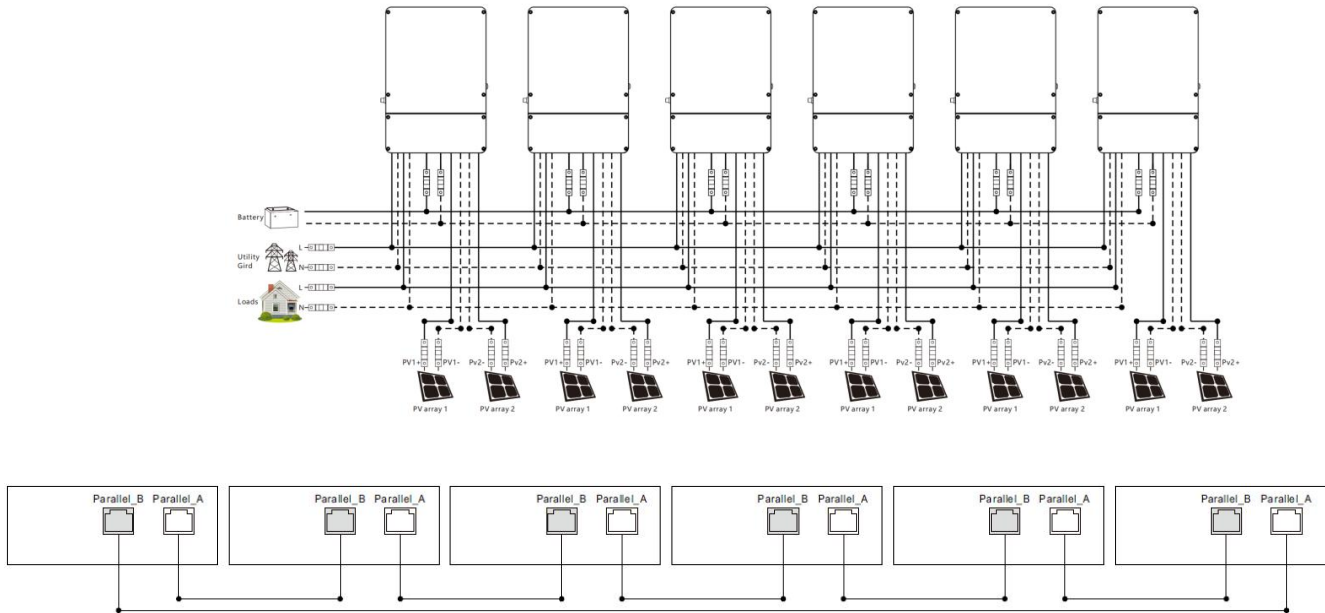 Battery
Utility
Gird
L
N
Loads
L
N
PV1+ PV1- Pv2- Pv2+ PV1+ PV1- Pv2- Pv2+ PV1+ PV1- Pv2- Pv2+ PV1+ PV1- Pv2- Pv2+ PV1+ PV1- Pv2- Pv2+ PV1+ PV1- Pv2- Pv2+
PV array 1 PV array 2 PV array 1 PV array 2 PV array 1 PV array 2 PV array 1 PV array 2 PV array 1 PV array 2 PV array 1 PV array 2
Parallel_B Parallel_A Parallel_B Parallel_A Parallel_B Parallel_A Parallel_B Parallel_A Parallel_B Parallel_A Parallel_B Parallel_A